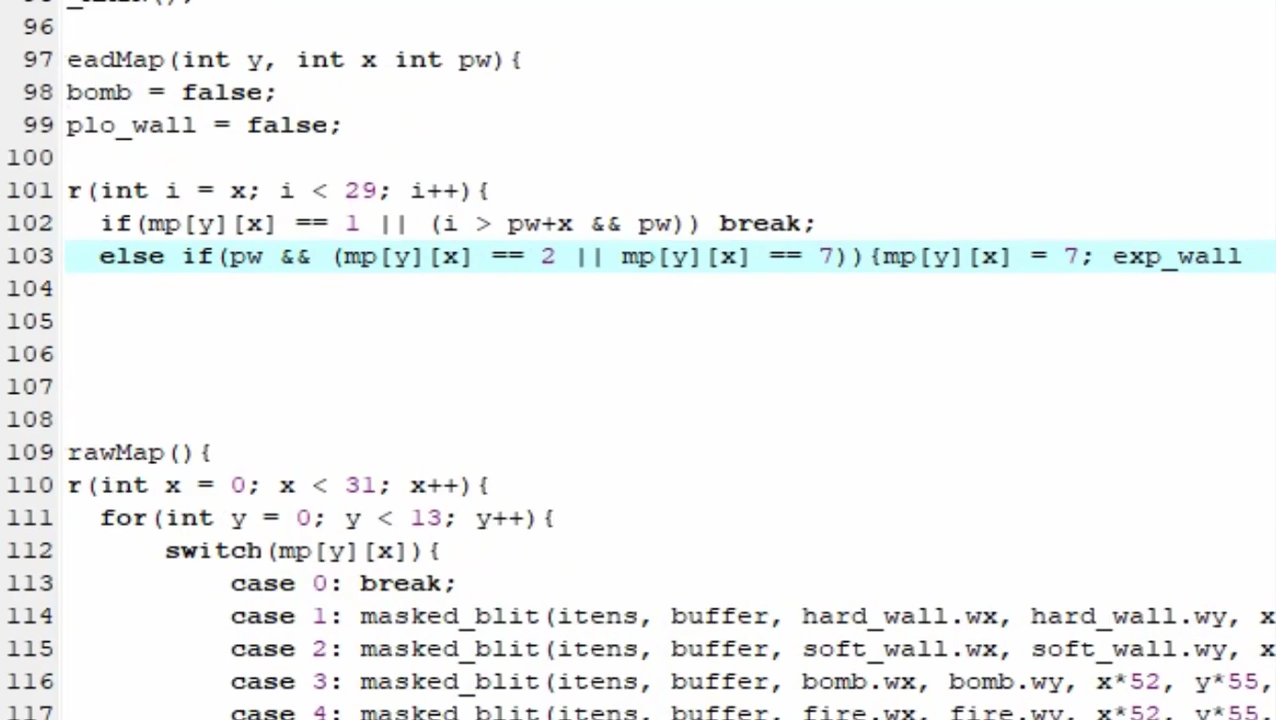 96
97 eadMap(int y, int x int pw){
98 bomb = false;
99 plo_wall = false;
100
101 r(int i = x; i < 29; i++){
102 if(mp[y][x] == 1 || (i > pw+x && pw)) break;
103 else if(pw && (mp[y][x] == 2 || mp[y][x] == 7)){mp[y][x] = 7; exp_wall
104
105
106
107
108
109 rawMap(){
110 r(int x = 0; x < 31; x++){
111 for(int y = 0; y < 13; y++){
112 switch(mp[y][x]){
113 case 0: break;
114 case 1: masked_blit(itens, buffer, hard_wall.wx, hard_wall.wy, x
115 case 2: masked_blit(itens, buffer, soft_wall.wx, soft_wall.wy, x
116 case 3: masked_blit(itens, buffer, bomb.wx, bomb.wy, x*52, y*55,
117 case 4: masked_blit(itens, buffer, fire.wx, fire.wy, x*52, y*55,